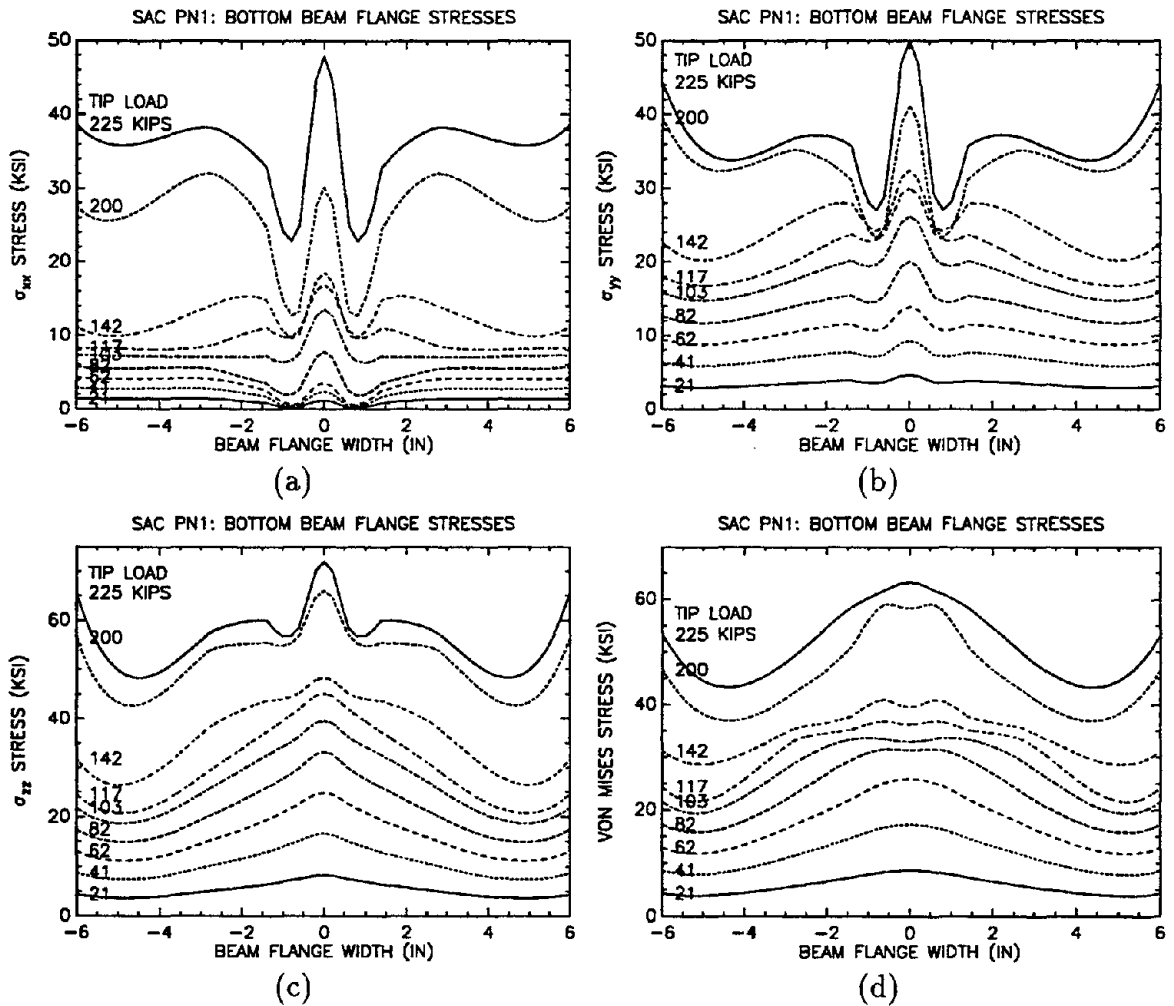 SAC PN1: BOTTOM BEAM FLANGE STRESSES
50
40
30
20
10
0
σxx STRESS (KSI)
TIP LOAD
225 KIPS
200
142
117
103
82
62
41
21
-6 -4 -2 0 2 4 6
BEAM FLANGE WIDTH (IN)
(a)
SAC PN1: BOTTOM BEAM FLANGE STRESSES
50
40
30
20
10
0
σyy STRESS (KSI)
TIP LOAD
225 KIPS
200
142
117
103
82
62
41
21
-6 -4 -2 0 2 4 6
BEAM FLANGE WIDTH (IN)
(b)
SAC PN1: BOTTOM BEAM FLANGE STRESSES
60
40
20
0
σzz STRESS (KSI)
TIP LOAD
225 KIPS
200
142
117
103
82
62
41
21
-6 -4 -2 0 2 4 6
BEAM FLANGE WIDTH (IN)
(c)
SAC PN1: BOTTOM BEAM FLANGE STRESSES
60
40
20
0
VON MISES STRESS (KSI)
TIP LOAD
225 KIPS
200
142
117
103
82
62
41
21
-6 -4 -2 0 2 4 6
BEAM FLANGE WIDTH (IN)
(d)